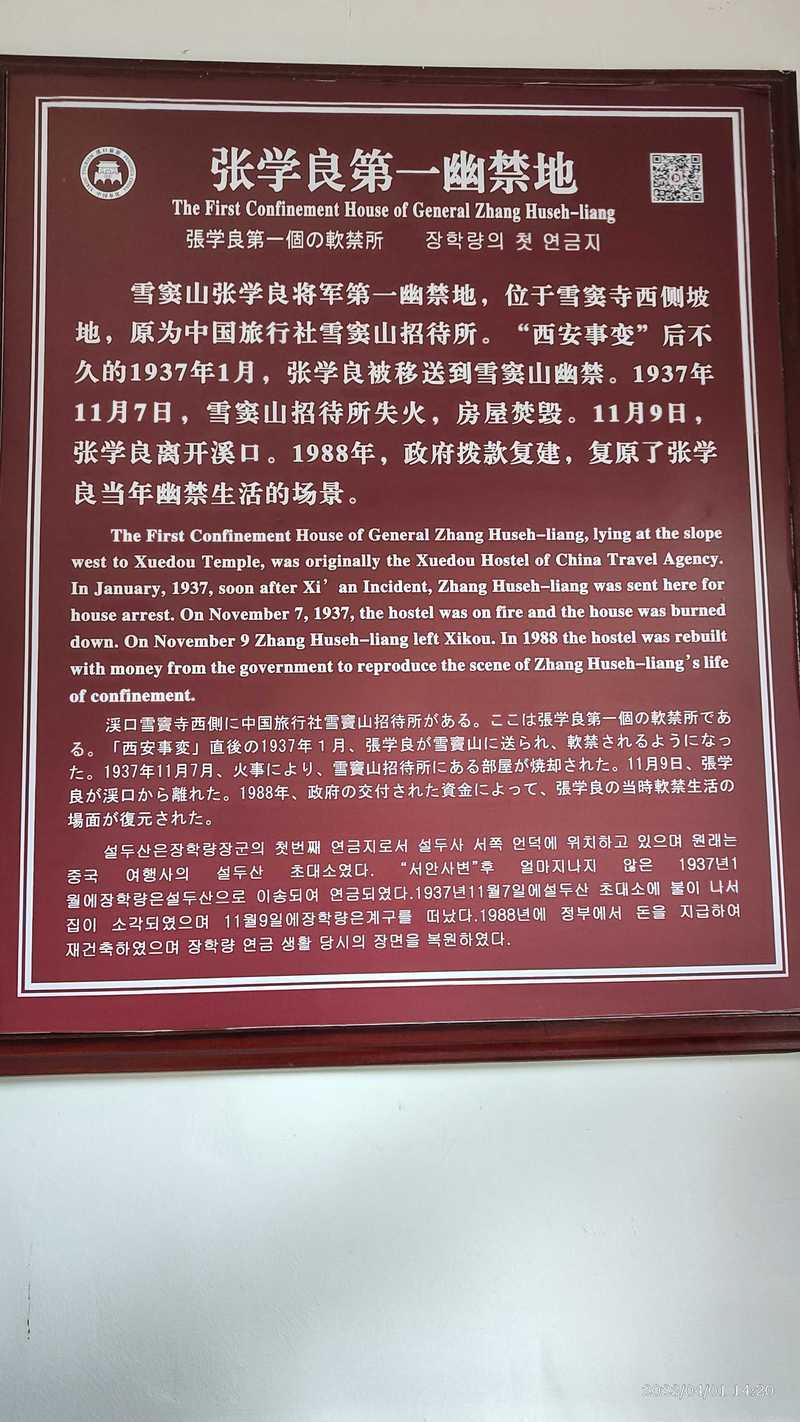 张学良第一幽禁地
The First Confinement House of General Zhang Huseh-liang
張学良第一個の軟禁所 장학량의 첫 연금지
雪窦山张学良将军第一幽禁地，位于雪窦寺西侧坡
地，原为中国旅行社雪窦山招待所。“西安事变”后不
久的1937年1月，张学良被移送到雪窦山幽禁。1937年
11月7日，雪窦山招待所失火，房屋焚毁。11月9日，
张学良离开溪口。1988年，政府拨款复建，复原了张学
良当年幽禁生活的场景。
The First Confinement House of General Zhang Huseh-liang, lying at the slope
west to Xuedou Temple, was originally the Xuedou Hostel of China Travel Agency.
In January, 1937, soon after Xi’an Incident, Zhang Huseh-liang was sent here for
house arrest. On November 7, 1937, the hostel was on fire and the house was burned
down. On November 9 Zhang Huseh-liang left Xikou. In 1988 the hostel was rebuilt
with money from the government to reproduce the scene of Zhang Huseh-liang’s life
of confinement.
渓口雪竇寺西側に中国旅行社雪竇山招待所がある。ここは張学良第一個の軟禁所であ
る。「西安事変」直後の1937年１月、張学良が雪竇山に送られ、軟禁されるようになっ
た。1937年11月7月、火事により、雪竇山招待所にある部屋が焼却された。11月9日、張学
良が渓口から離れた。1988年、政府の交付された資金によって、張学良の当時軟禁生活の
場面が復元された。
설두산은장학량장군의 첫번째 연금지로서 설두사 서쪽 언덕에 위치하고 있으며 원래는
중국 여행사의 설두산 초대소였다. “서안사변”후 얼마지나지 않은 1937년1
월에장학량은설두산으로 이송되여 연금되였다.1937년11월7일에설두산 초대소에 불이 나서
집이 소각되였으며 11월9일에장학량은계구를 떠났다.1988년에 정부에서 돈을 지급하여
재건축하였으며 장학량 연금 생활 당시의 장면을 복원하였다.
2022/04/01 14:20